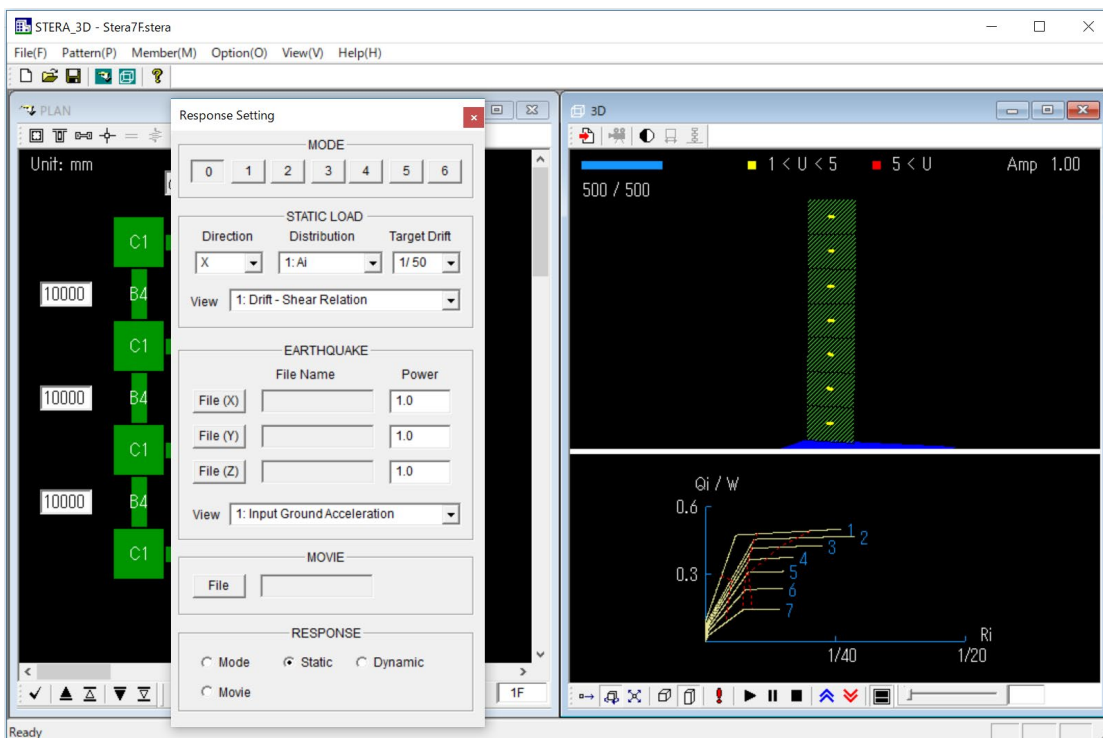 STERA_3D - Stera7F.stera
File(F) Pattern(P) Member(M) Option(O) View(V) Help(H)
PLAN
Unit: mm
C1
10000 B4
C1
10000 B4
C1
10000 B4
C1
1F
Response Setting
MODE
0 1 2 3 4 5 6
STATIC LOAD
Direction Distribution Target Drift
X 1: Ai 1/ 50
View 1: Drift - Shear Relation
EARTHQUAKE
File Name Power
File (X) 1.0
File (Y) 1.0
File (Z) 1.0
View 1: Input Ground Acceleration
MOVIE
File
RESPONSE
Mode Static Dynamic
Movie
3D
1 < U < 5 5 < U Amp 1.00
500 / 500
Qi / W
0.6
1
2
3
4
0.3 5
6
7
Ri
1/40 1/20
Ready